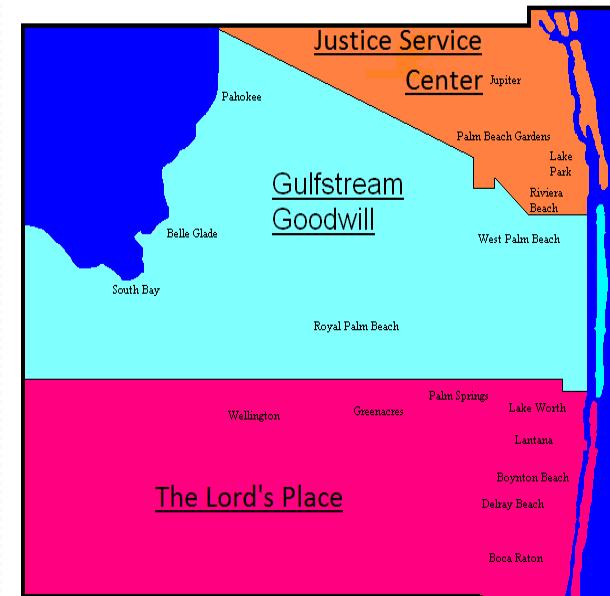 Justice Service
Center
Jupiter
Pahokee
Palm Beach Gardens
Lake
Park
Riviera
Beach
Gulfstream
Goodwill
Belle Glade
West Palm Beach
South Bay
Royal Palm Beach
Palm Springs
Wellington
Greenacres
Lake Worth
Lantana
Boynton Beach
The Lord's Place
Delray Beach
Boca Raton